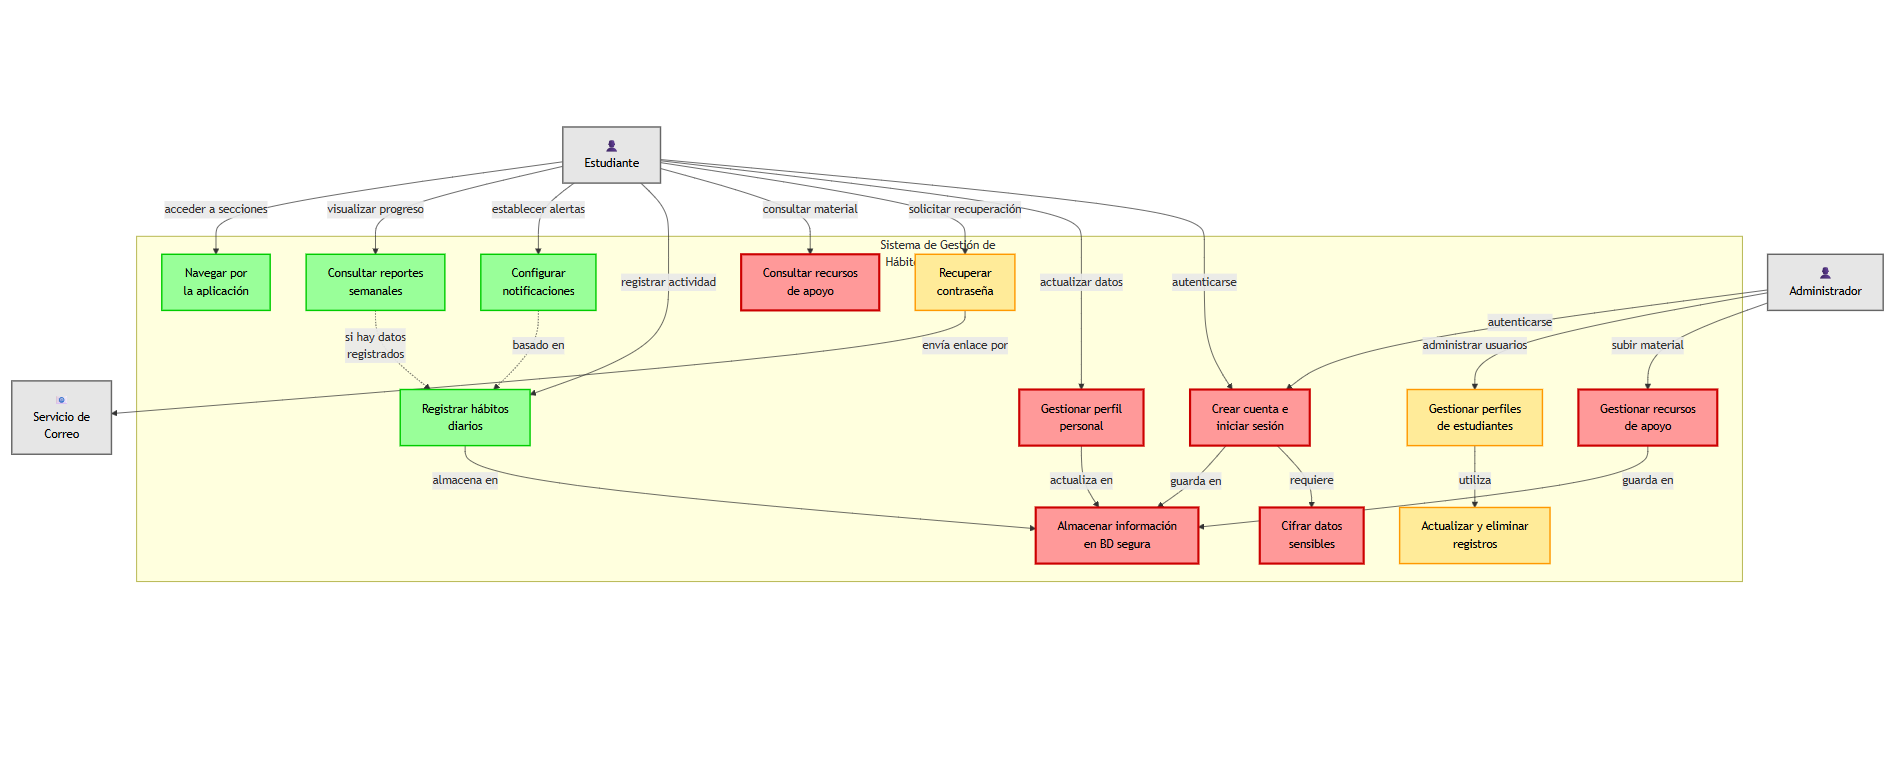 Estudiante
acceder a secciones
visualizar progreso
establecer alertas
consultar material
solicitar recuperación
Sistema de Gestión de
Navegar por
la aplicación
Consultar reportes
semanales
Configurar
notificaciones
registrar actividad
Consultar recursos
de apoyo
Recuperar
contraseña
actualizar datos
autenticarse
Administrador
si hay datos
registrados
basado en
envía enlace por
autenticarse
administrar usuarios
subir material
Servicio de
Correo
Registrar hábitos
diarios
Gestionar perfil
personal
Crear cuenta e
iniciar sesión
Gestionar perfiles
de estudiantes
Gestionar recursos
de apoyo
almacena en
actualiza en
guarda en
requiere
utiliza
guarda en
Almacenar información
en BD segura
Cifrar datos
sensibles
Actualizar y eliminar
registros